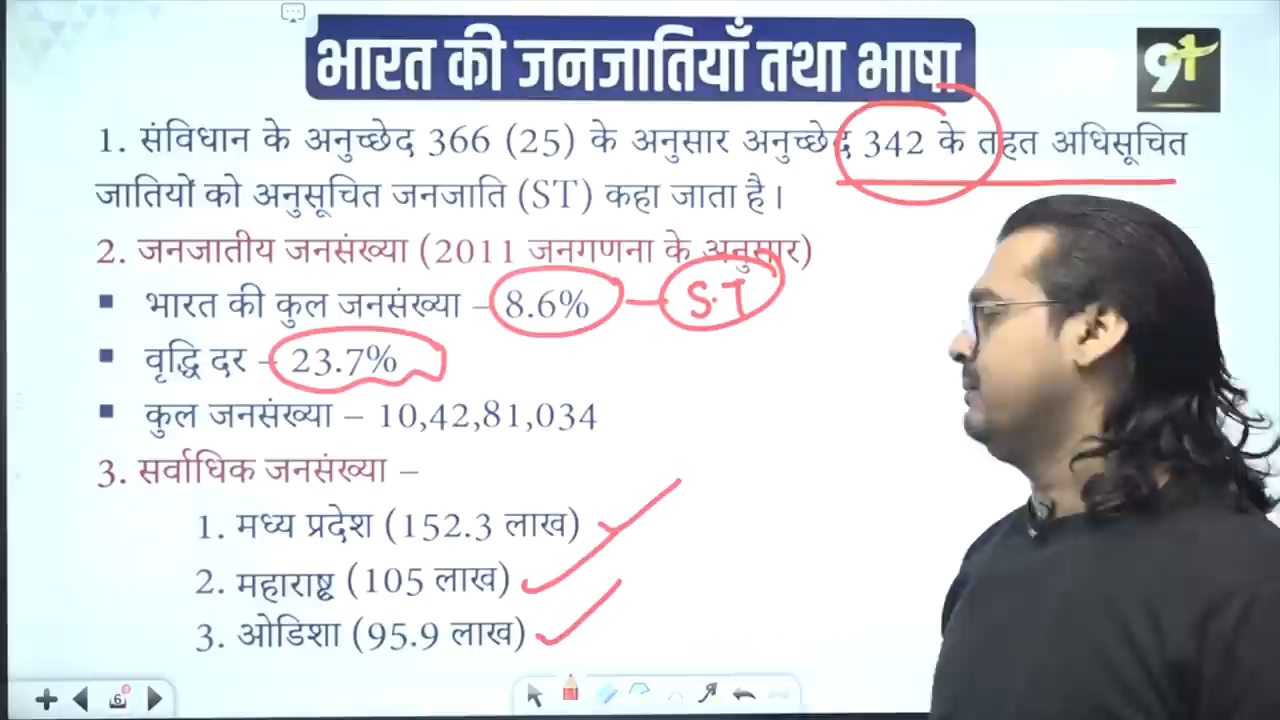 भारत की जनजातियाँ तथा भाषा
1. संविधान के अनुच्छेद 366 (25) के अनुसार अनुच्छेद 342 के तहत अधिसूचित
जातियों को अनुसूचित जनजाति (ST) कहा जाता है।
2. जनजातीय जनसंख्या (2011 जनगणना के अनुसार)
▪ भारत की कुल जनसंख्या – 8.6% – S.T
▪ वृद्धि दर – 23.7%
▪ कुल जनसंख्या – 10,42,81,034
3. सर्वाधिक जनसंख्या –
1. मध्य प्रदेश (152.3 लाख)
2. महाराष्ट्र (105 लाख)
3. ओडिशा (95.9 लाख)